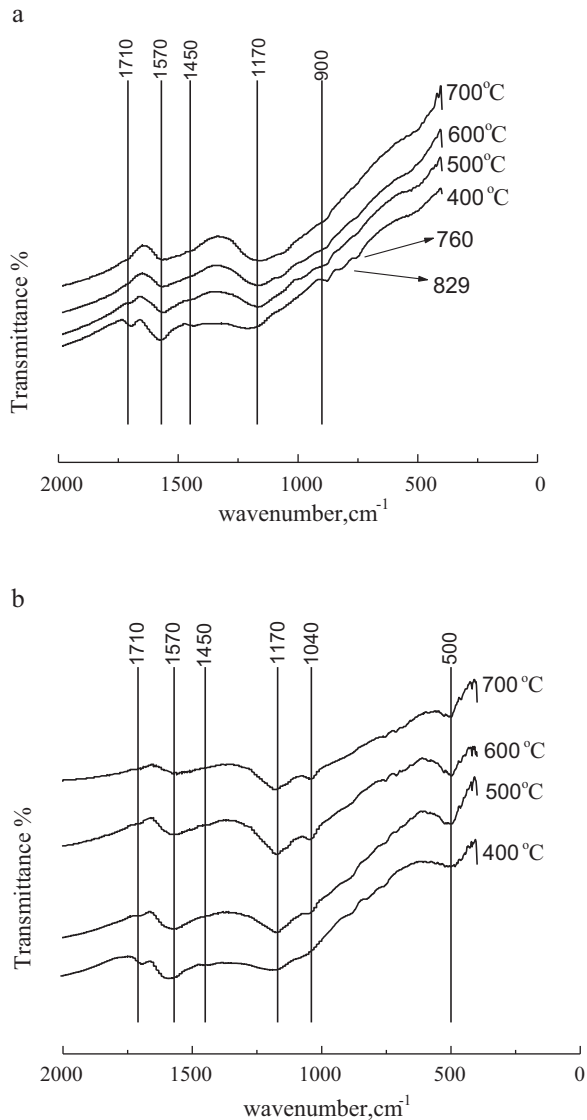 a
1710
1570
1450
1170
900
700°C
600°C
500°C
400°C
760
829
Transmittance %
2000 1500 1000 500 0
wavenumber,cm-1
b
1710
1570
1450
1170
1040
500
700 °C
600 °C
500°C
400 °C
Transmittance %
2000 1500 1000 500 0
wavenumber,cm-1